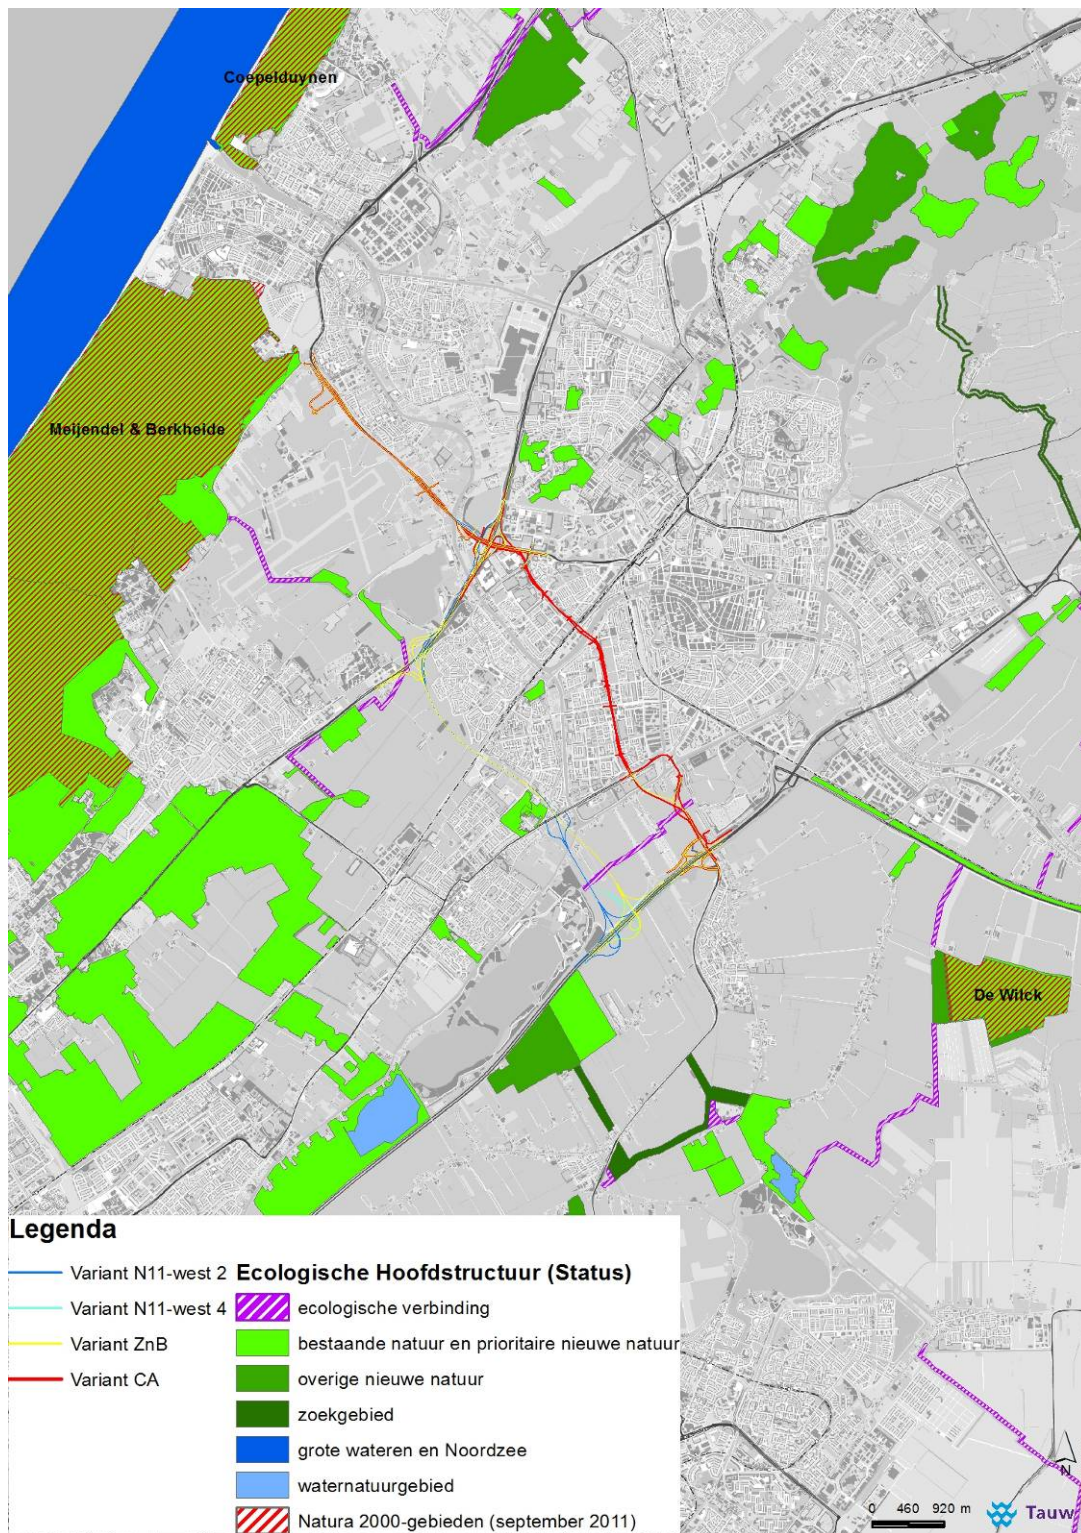 Coepelduynen
Meijendel & Berkheide
De Wilck
Legenda
Variant N11-west 2
Variant N11-west 4
Variant ZnB
Variant CA
Ecologische Hoofdstructuur (Status)
ecologische verbinding
bestaande natuur en prioritaire nieuwe natuur
overige nieuwe natuur
zoekgebied
grote wateren en Noordzee
waternatuurgebied
Natura 2000-gebieden (september 2011)
N
0 460 920 m
Tauw